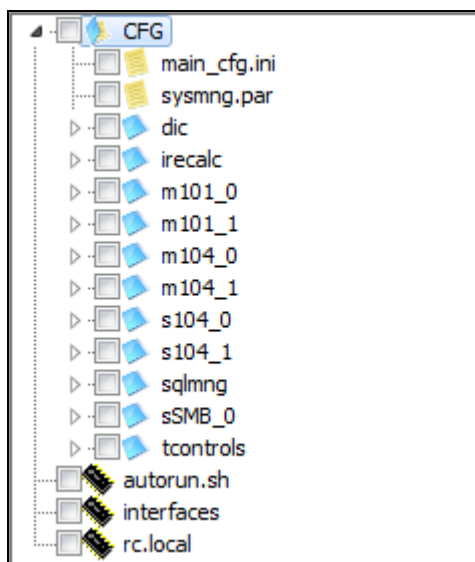 CFG
main_cfg.ini
sysmng.par
dic
irecalc
m101_0
m101_1
m104_0
m104_1
s104_0
s104_1
sqlmng
sSMB_0
tcontrols
autorun.sh
interfaces
rc.local